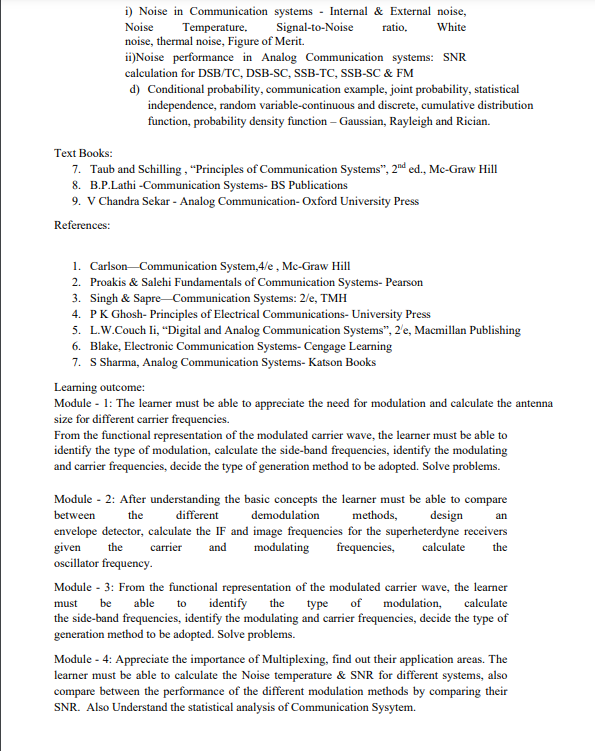 i) Noise in Communication systems - Internal & External noise,
Noise Temperature, Signal-to-Noise ratio, White
noise, thermal noise, Figure of Merit.
ii)Noise performance in Analog Communication systems: SNR
calculation for DSB/TC, DSB-SC, SSB-TC, SSB-SC & FM
d) Conditional probability, communication example, joint probability, statistical
independence, random variable-continuous and discrete, cumulative distribution
function, probability density function – Gaussian, Rayleigh and Rician.
Text Books:
7. Taub and Schilling , “Principles of Communication Systems”, 2nd ed., Mc-Graw Hill
8. B.P.Lathi -Communication Systems- BS Publications
9. V Chandra Sekar - Analog Communication- Oxford University Press
References:
1. Carlson—Communication System,4/e , Mc-Graw Hill
2. Proakis & Salehi Fundamentals of Communication Systems- Pearson
3. Singh & Sapre—Communication Systems: 2/e, TMH
4. P K Ghosh- Principles of Electrical Communications- University Press
5. L.W.Couch Ii, “Digital and Analog Communication Systems”, 2/e, Macmillan Publishing
6. Blake, Electronic Communication Systems- Cengage Learning
7. S Sharma, Analog Communication Systems- Katson Books
Learning outcome:
Module - 1: The learner must be able to appreciate the need for modulation and calculate the antenna
size for different carrier frequencies.
From the functional representation of the modulated carrier wave, the learner must be able to
identify the type of modulation, calculate the side-band frequencies, identify the modulating
and carrier frequencies, decide the type of generation method to be adopted. Solve problems.
Module - 2: After understanding the basic concepts the learner must be able to compare
between the different demodulation methods, design an
envelope detector, calculate the IF and image frequencies for the superheterdyne receivers
given the carrier and modulating frequencies, calculate the
oscillator frequency.
Module - 3: From the functional representation of the modulated carrier wave, the learner
must be able to identify the type of modulation, calculate
the side-band frequencies, identify the modulating and carrier frequencies, decide the type of
generation method to be adopted. Solve problems.
Module - 4: Appreciate the importance of Multiplexing, find out their application areas. The
learner must be able to calculate the Noise temperature & SNR for different systems, also
compare between the performance of the different modulation methods by comparing their
SNR. Also Understand the statistical analysis of Communication Sysytem.